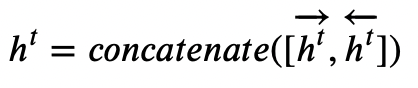 $h^t = concatenate([\overrightarrow{h^t}, \overleftarrow{h^t}])$